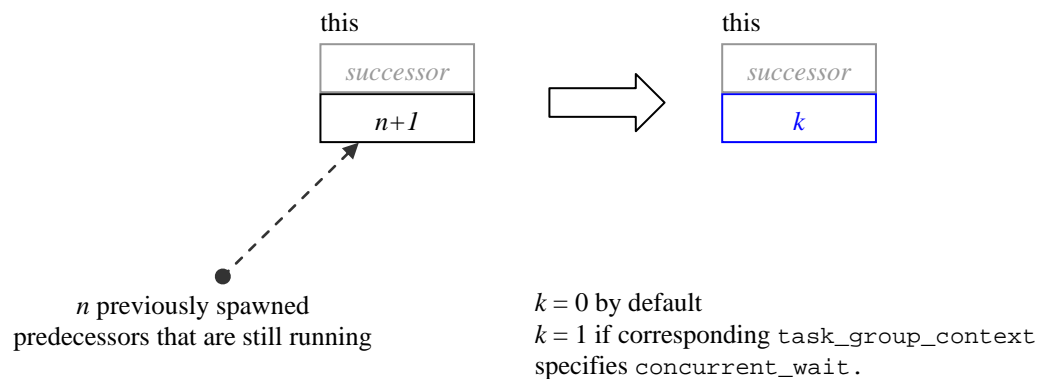 this
this
successor
successor
n+1
k
n previously spawned
predecessors that are still running
k = 0 by default
k = 1 if corresponding task_group_context
specifies concurrent_wait.